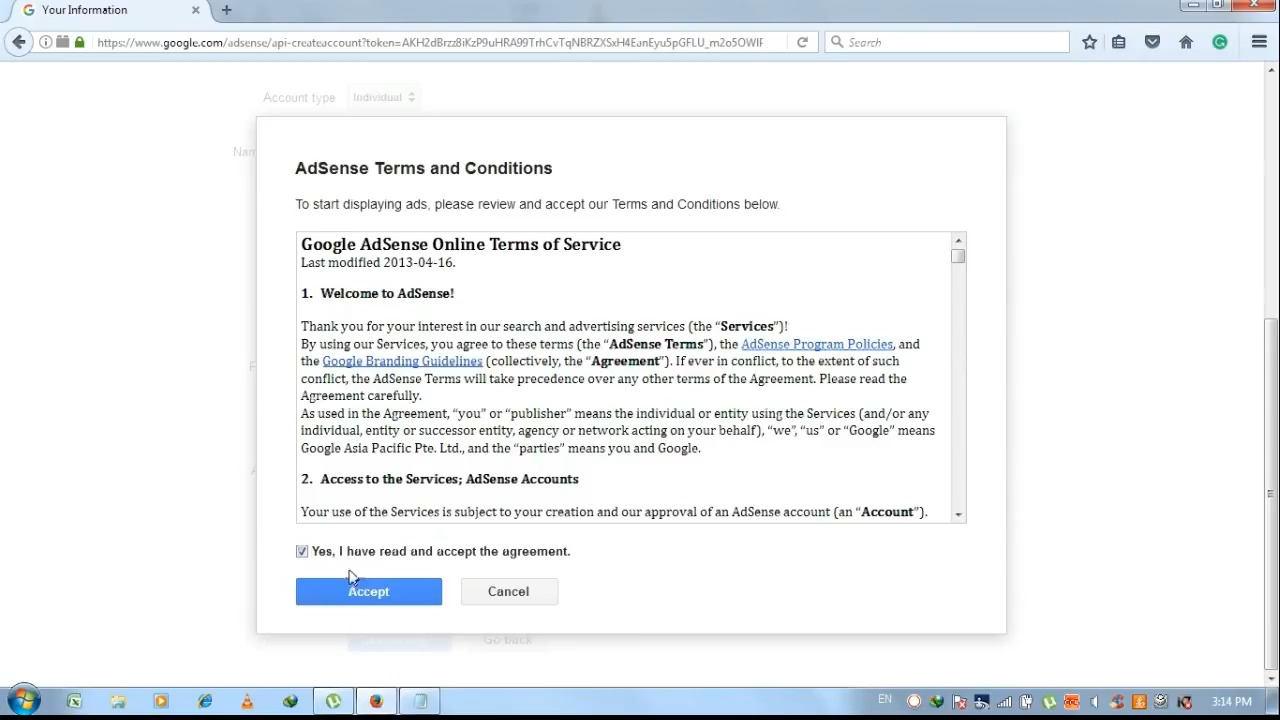 Your Information
https://www.google.com/adsense/api-createaccount?token=AKH2dBrzz8iKzP9uHRA99TrhCvTqNBRZXSxH4EanEyu5pGFLU_m2o5OWIF
Search
Account type
Individual
Nam
AdSense Terms and Conditions
To start displaying ads, please review and accept our Terms and Conditions below.
Google AdSense Online Terms of Service
Last modified 2013-04-16.
1. Welcome to AdSense!
Thank you for your interest in our search and advertising services (the “Services”)!
By using our Services, you agree to these terms (the “AdSense Terms”), the AdSense Program Policies, and
the Google Branding Guidelines (collectively, the “Agreement”). If ever in conflict, to the extent of such
conflict, the AdSense Terms will take precedence over any other terms of the Agreement. Please read the
Agreement carefully.
As used in the Agreement, “you” or “publisher” means the individual or entity using the Services (and/or any
individual, entity or successor entity, agency or network acting on your behalf), “we”, “us” or “Google” means
Google Asia Pacific Pte. Ltd., and the “parties” means you and Google.
2. Access to the Services; AdSense Accounts
Your use of the Services is subject to your creation and our approval of an AdSense account (an “Account”).
Yes, I have read and accept the agreement.
Accept
Cancel
Go back
EN
3:14 PM